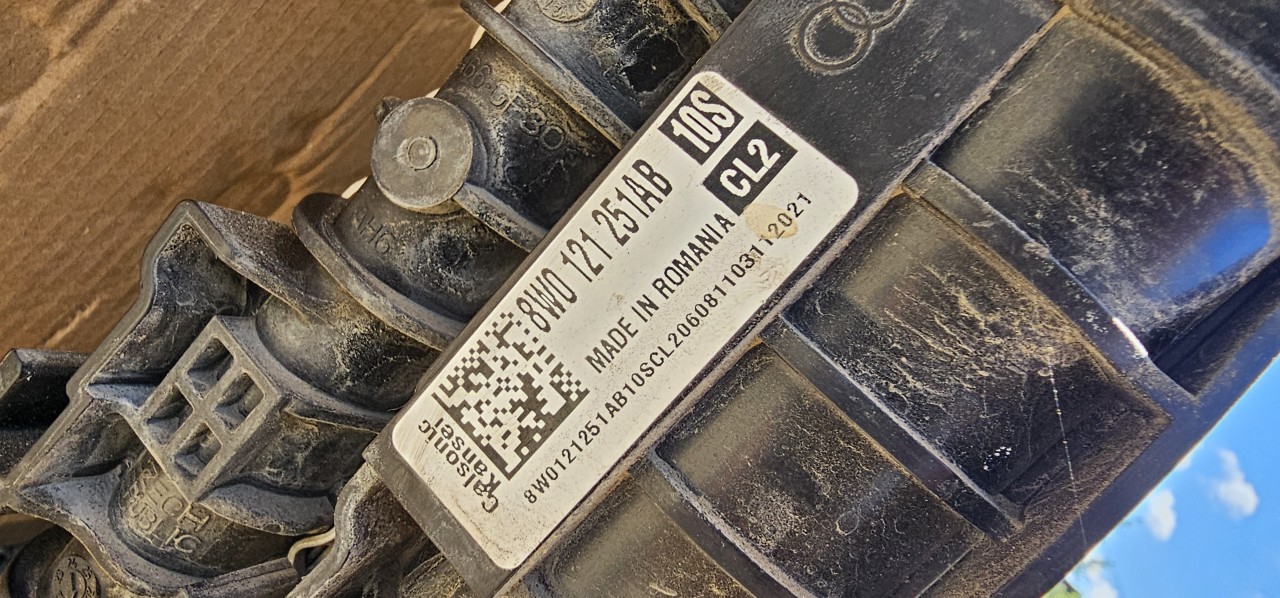 10S
CL2
8W0 121 251AB
MADE IN ROMANIA
8W0121251AB10SCL20608110311 2021
Calsonic
Kansei